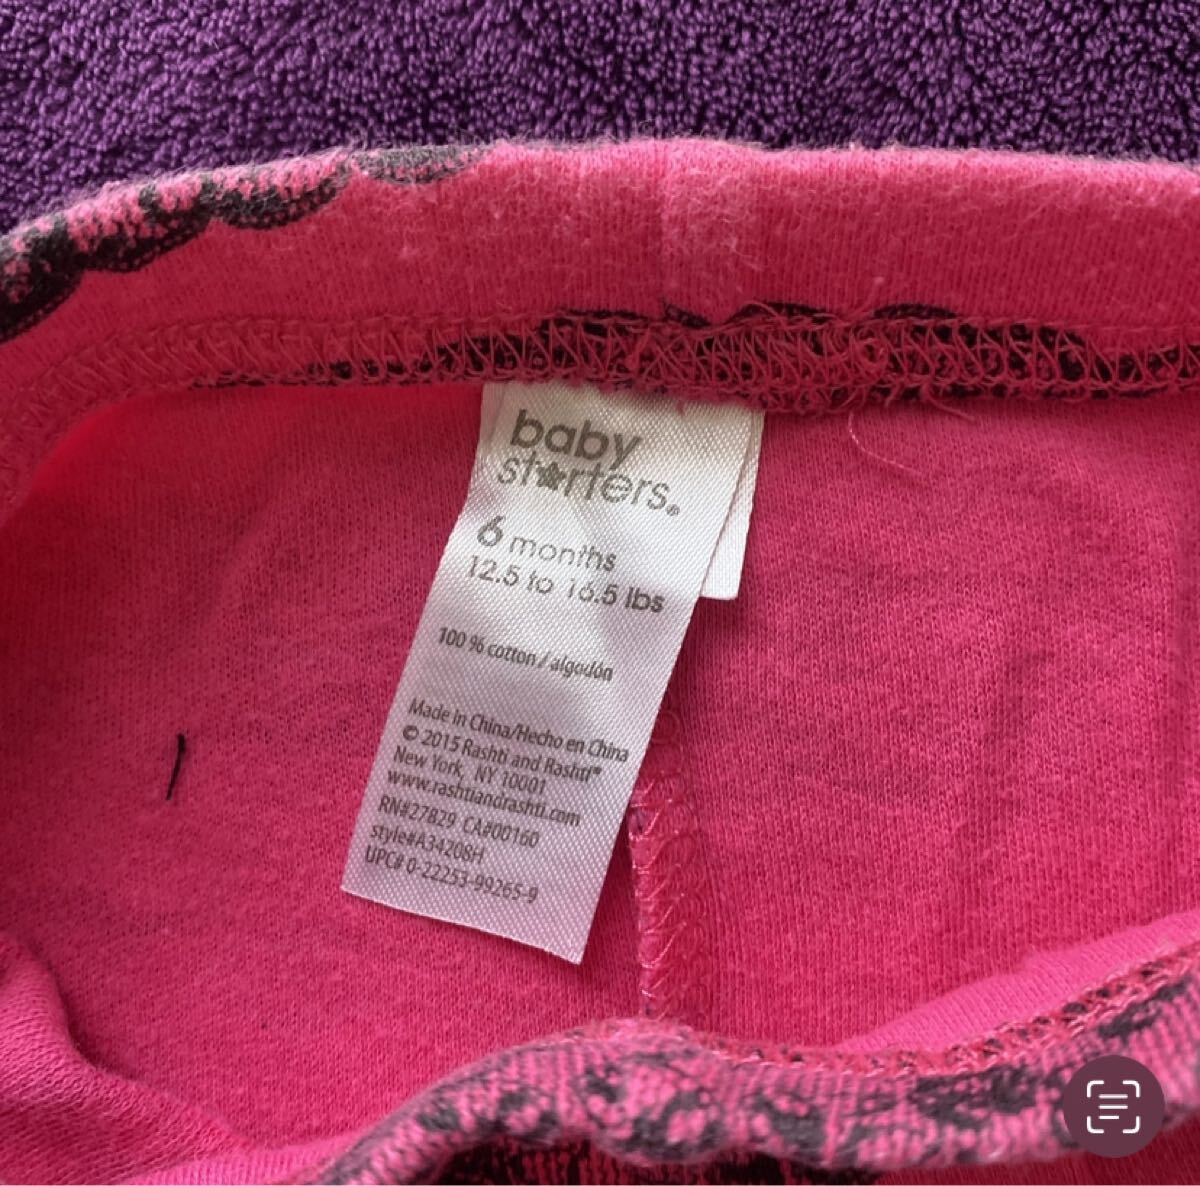 baby
starters®
6 months
12.5 to 16.5 lbs
100 % cotton / algodón
Made in China/Hecho en China
© 2015 Rashti and Rashti®
New York, NY 10001
www.rashtiandrashti.com
RN#27829 CA#00160
style#A34208H
UPC# 0-22253-99265-9